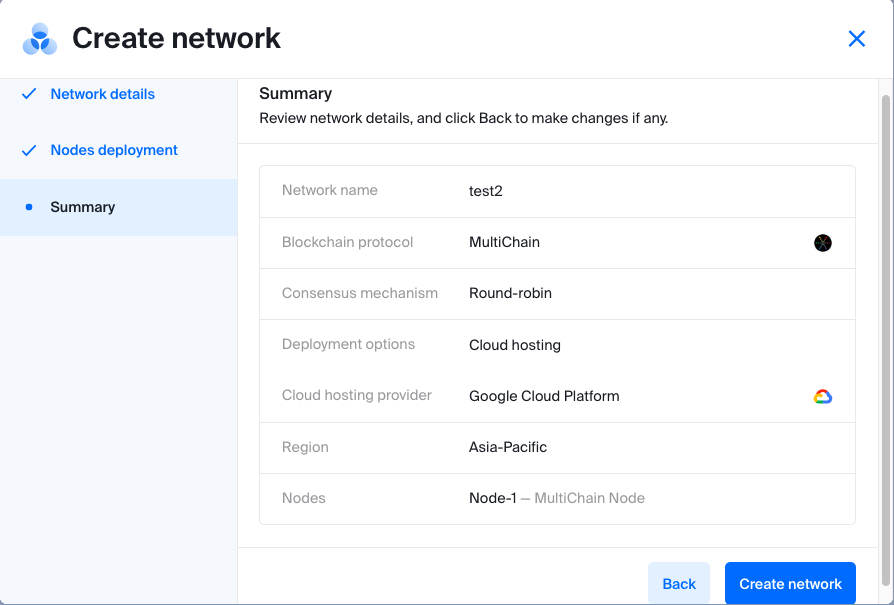 Create network
Network details
Nodes deployment
Summary
Summary
Review network details, and click Back to make changes if any.
Network name test2
Blockchain protocol MultiChain
Consensus mechanism Round-robin
Deployment options Cloud hosting
Cloud hosting provider Google Cloud Platform
Region Asia-Pacific
Nodes Node-1 – MultiChain Node
Back Create network